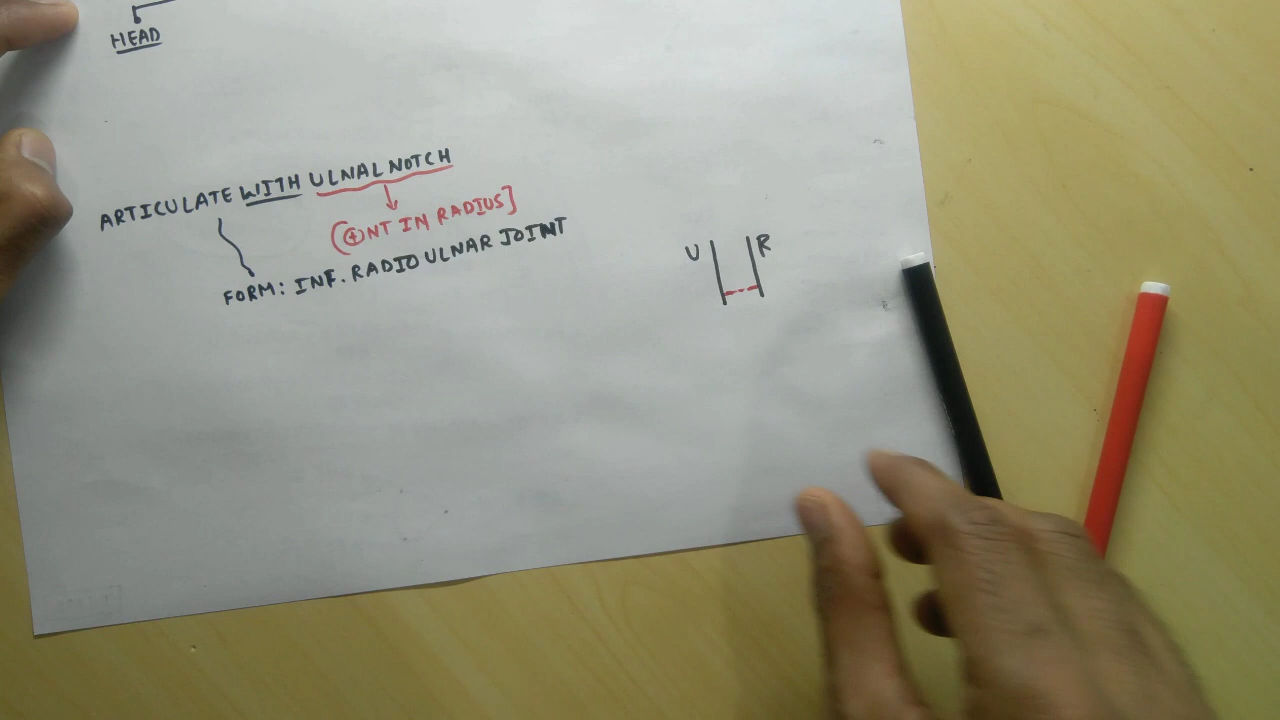 HEAD
ARTICULATE WITH ULNAL NOTCH
(⊕NT IN RADIUS]
FORM: INF. RADIO ULNAR JOINT
U R